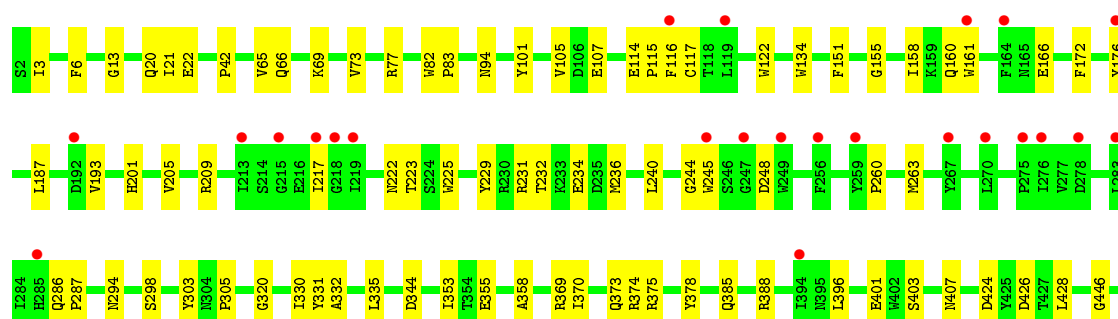 S2 I3 F6 G13 Q20 I21 E22 P42 V65 Q66 K69 V73 R77 W82 P83 N94 Y101 V105 D106 E107 E114 P115 F116 C117 T118 L119 W122 W134 F151 G155 I158 K159 Q160 W161 F164 N165 E166 F172 Y176
L187 D192 V193 H201 V205 R209 I213 S214 G215 E216 I217 G218 I219 N222 T223 S224 W225 Y229 R230 R231 T232 K233 E234 D235 M236 L240 G244 W245 S246 G247 D248 W249 F256 Y259 P260 M263 Y267 L270 P275 I276 V277 D278 L283
I284 H285 Q286 P287 N294 S298 Y303 N304 P305 G320 I330 Y331 A332 L335 D344 I353 T354 E355 A358 R369 I370 Q373 R374 R375 Y378 Q385 R388 I394 N395 L396 E401 W402 S403 N407 D424 Y425 D426 T427 L428 G446